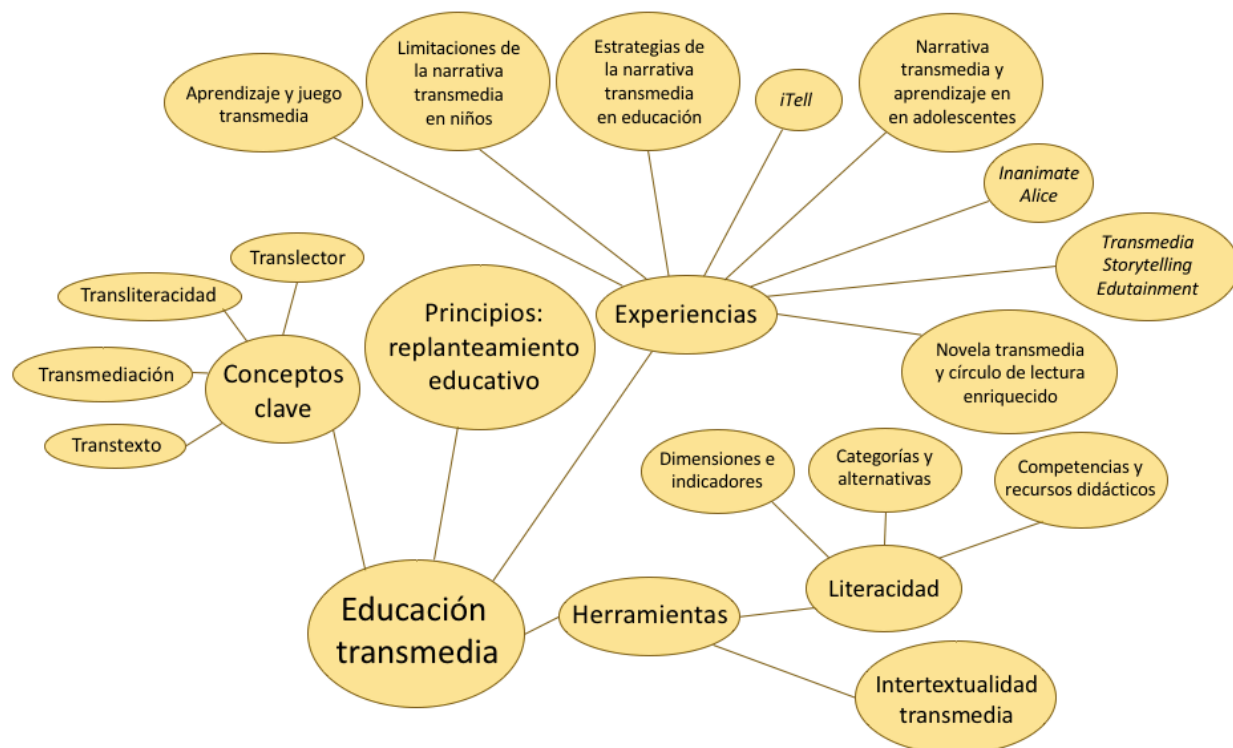 Aprendizaje y juego
transmedia
Limitaciones de
la narrativa
transmedia
en niños
Estrategias de
la narrativa
transmedia
en educación
iTell
Narrativa
transmedia y
aprendizaje en
en adolescentes
Inanimate
Alice
Transmedia
Storytelling
Edutainment
Novela transmedia
y círculo de lectura
enriquecido
Experiencias
Principios:
replanteamiento
educativo
Translector
Transliteracidad
Transmediación
Transtexto
Conceptos
clave
Dimensiones e
indicadores
Categorías y
alternativas
Competencias y
recursos didácticos
Literacidad
Herramientas
Educación
transmedia
Intertextualidad
transmedia